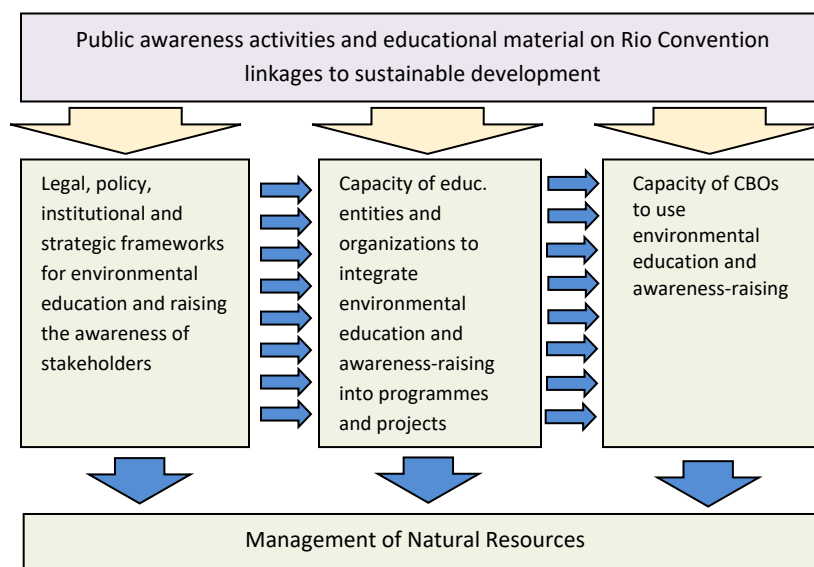 Public awareness activities and educational material on Rio Convention
linkages to sustainable development
Legal, policy,
institutional and
strategic frameworks
for environmental
education and raising
the awareness of
stakeholders
Capacity of educ.
entities and
organizations to
integrate
environmental
education and
awareness-raising
into programmes
and projects
Capacity of CBOs
to use
environmental
education and
awareness-raising
Management of Natural Resources